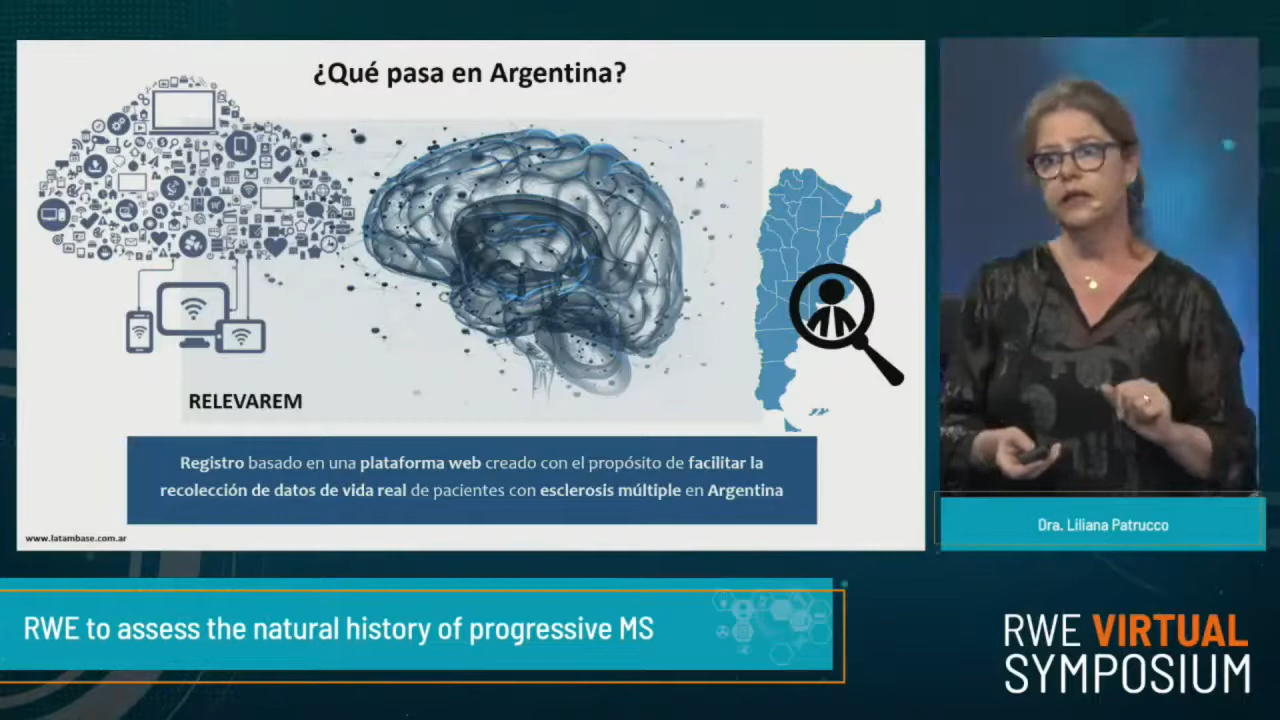 ¿Qué pasa en Argentina?
RELEVAREM
Registro basado en una plataforma web creado con el propósito de facilitar la
recolección de datos de vida real de pacientes con esclerosis múltiple en Argentina
www.latambase.com.ar
Dra. Liliana Patrucco
RWE to assess the natural history of progressive MS
RWE VIRTUAL
SYMPOSIUM